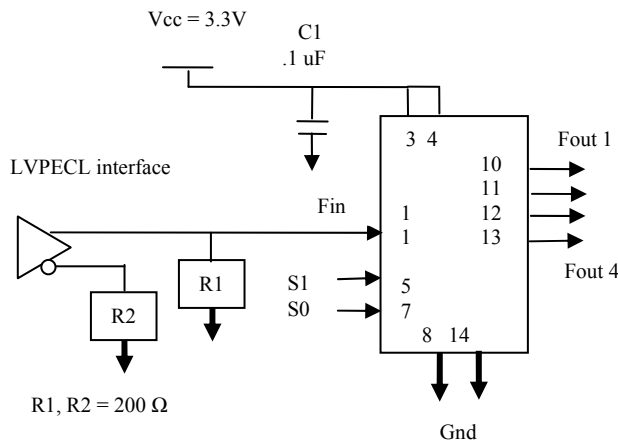 Vcc = 3.3V
C1
.1 uF
3 4
LVPECL interface
10
Fout 1
11
Fin
1
12
1
13
R1
S1
5
Fout 4
S0
7
R2
8 14
R1, R2 = 200 Ω
Gnd